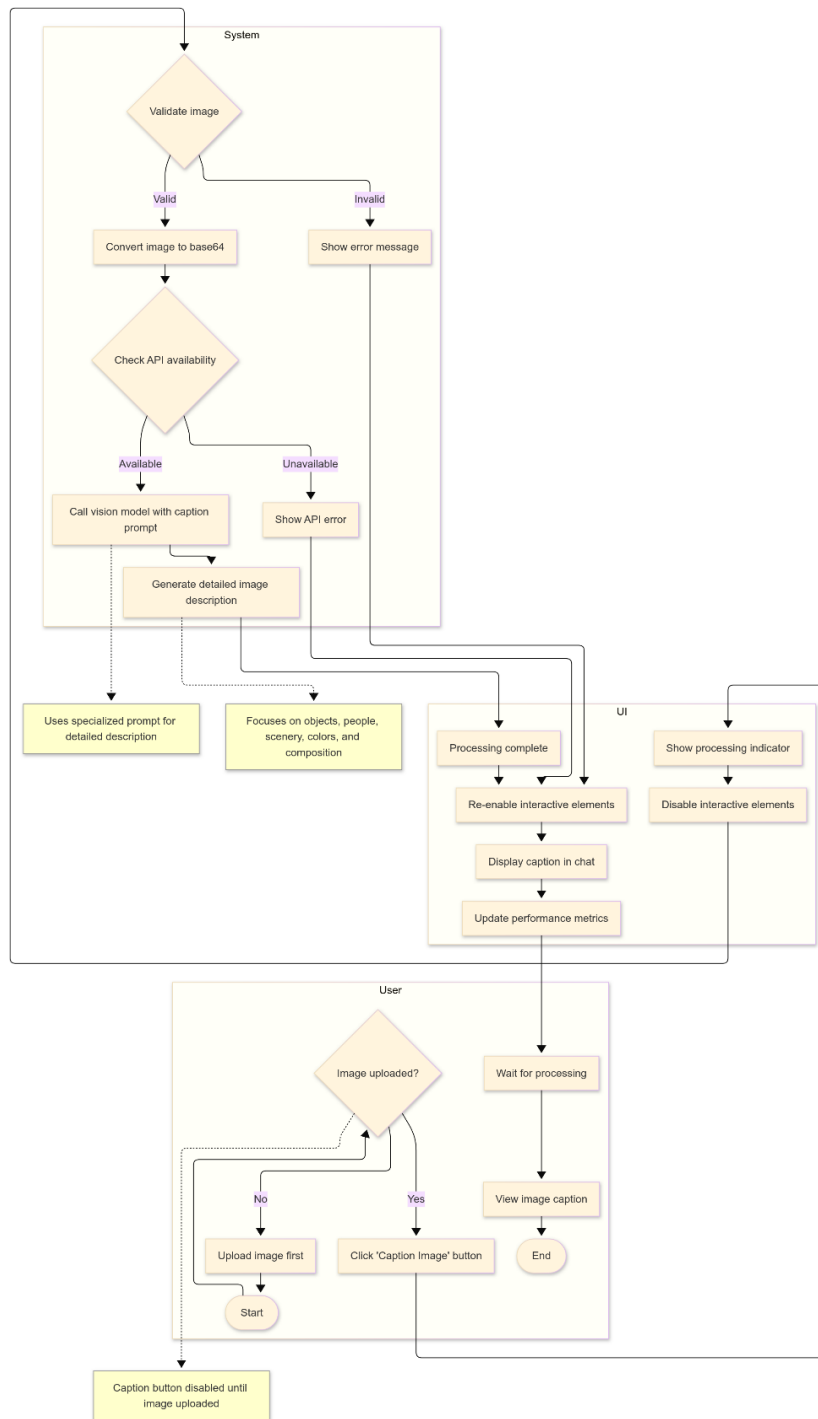 System
Validate image
Valid
Invalid
Convert image to base64
Show error message
Check API availability
Available
Unavailable
Call vision model with caption
prompt
Show API error
Generate detailed image
description
Uses specialized prompt for
detailed description
Focuses on objects, people,
scenery, colors, and
composition
UI
Processing complete
Show processing indicator
Re-enable interactive elements
Disable interactive elements
Display caption in chat
Update performance metrics
User
Image uploaded?
Wait for processing
No
Yes
View image caption
Upload image first
Click 'Caption Image' button
End
Start
Caption button disabled until
image uploaded